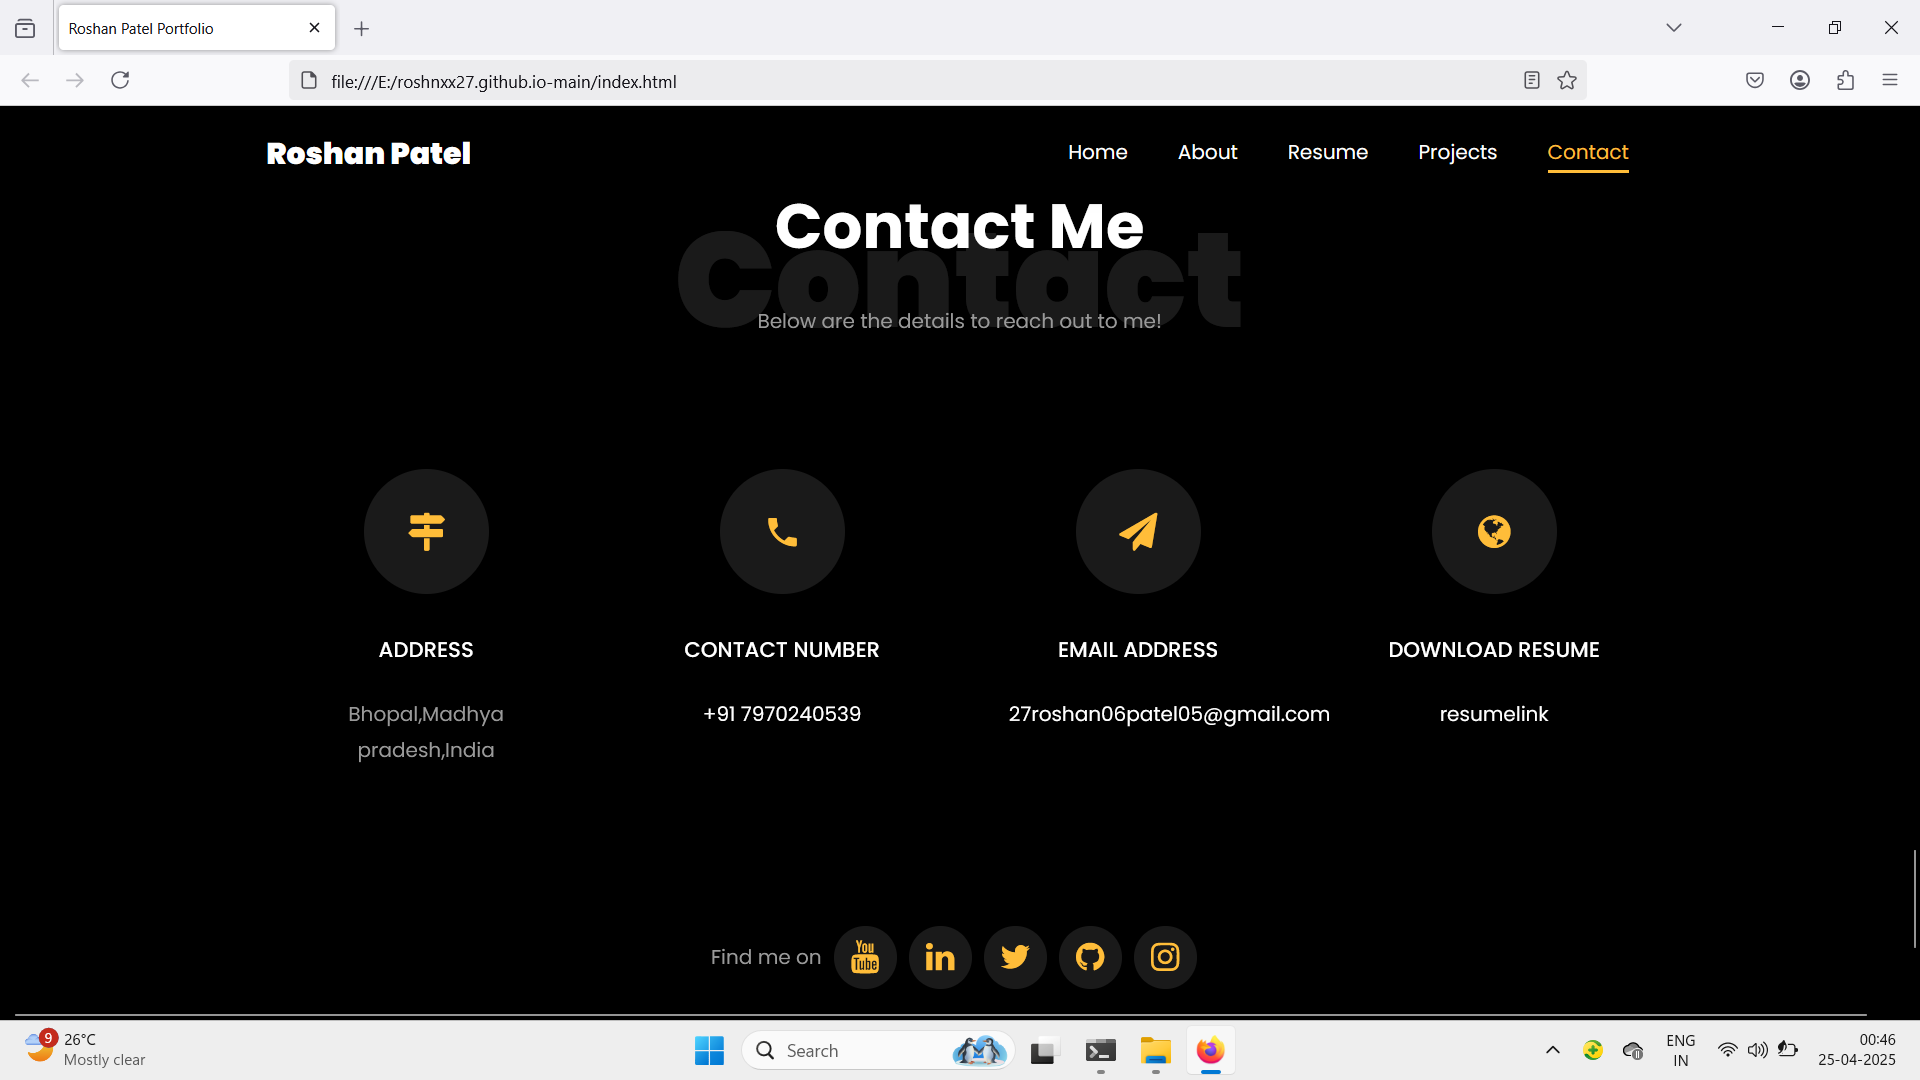 Roshan Patel Portfolio
file:///E:/roshnxx27.github.io-main/index.html
Roshan Patel
Home
About
Resume
Projects
Contact
Contact Me
Contact
Below are the details to reach out to me!
ADDRESS
CONTACT NUMBER
EMAIL ADDRESS
DOWNLOAD RESUME
Bhopal,Madhya
pradesh,India
+91 7970240539
27roshan06patel05@gmail.com
resumelink
Find me on
You
Tube
in
9
26°C
Mostly clear
Search
ENG
IN
00:46
25-04-2025